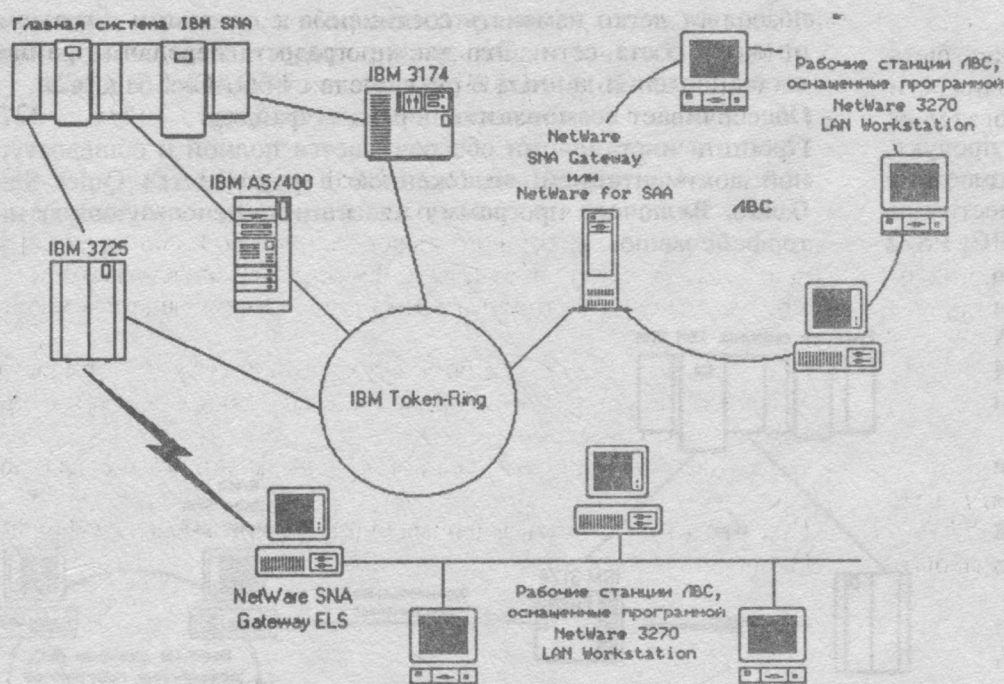 Главная система IBM SNA
IBM 3174
Рабочие станции ЛВС,
оснащенные программой
NetWare 3270
LAN Workstation
NetWare
SNA Gateway
или
NetWare for SAA
ЛВС
IBM AS/400
IBM 3725
IBM Token-Ring
NetWare SNA
Gateway ELS
Рабочие станции ЛВС,
оснащенные программой
NetWare 3270
LAN Workstation